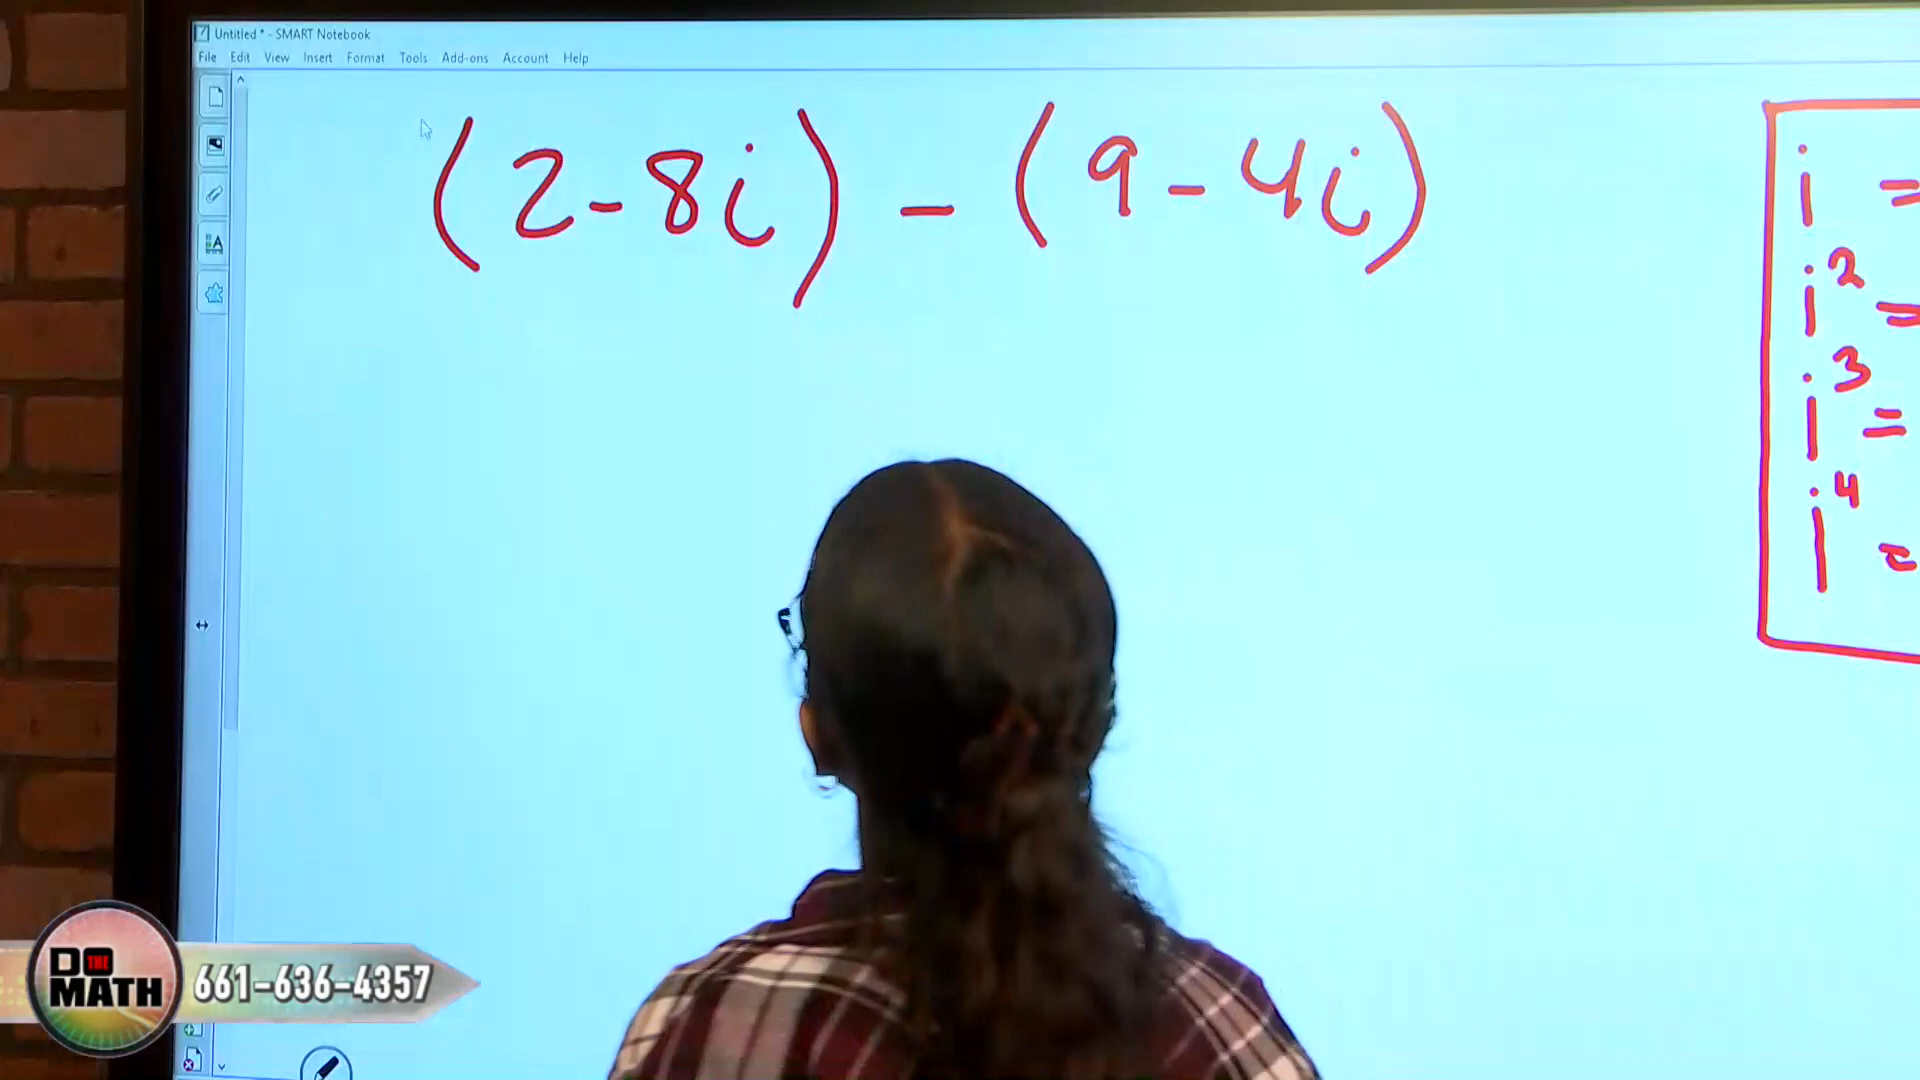 Untitled * - SMART Notebook
File Edit View Insert Format Tools Add-ons Account Help
(2-8i) - (9-4i)
i =
i² =
i³ =
i⁴ =
DO THE MATH
661-636-4357